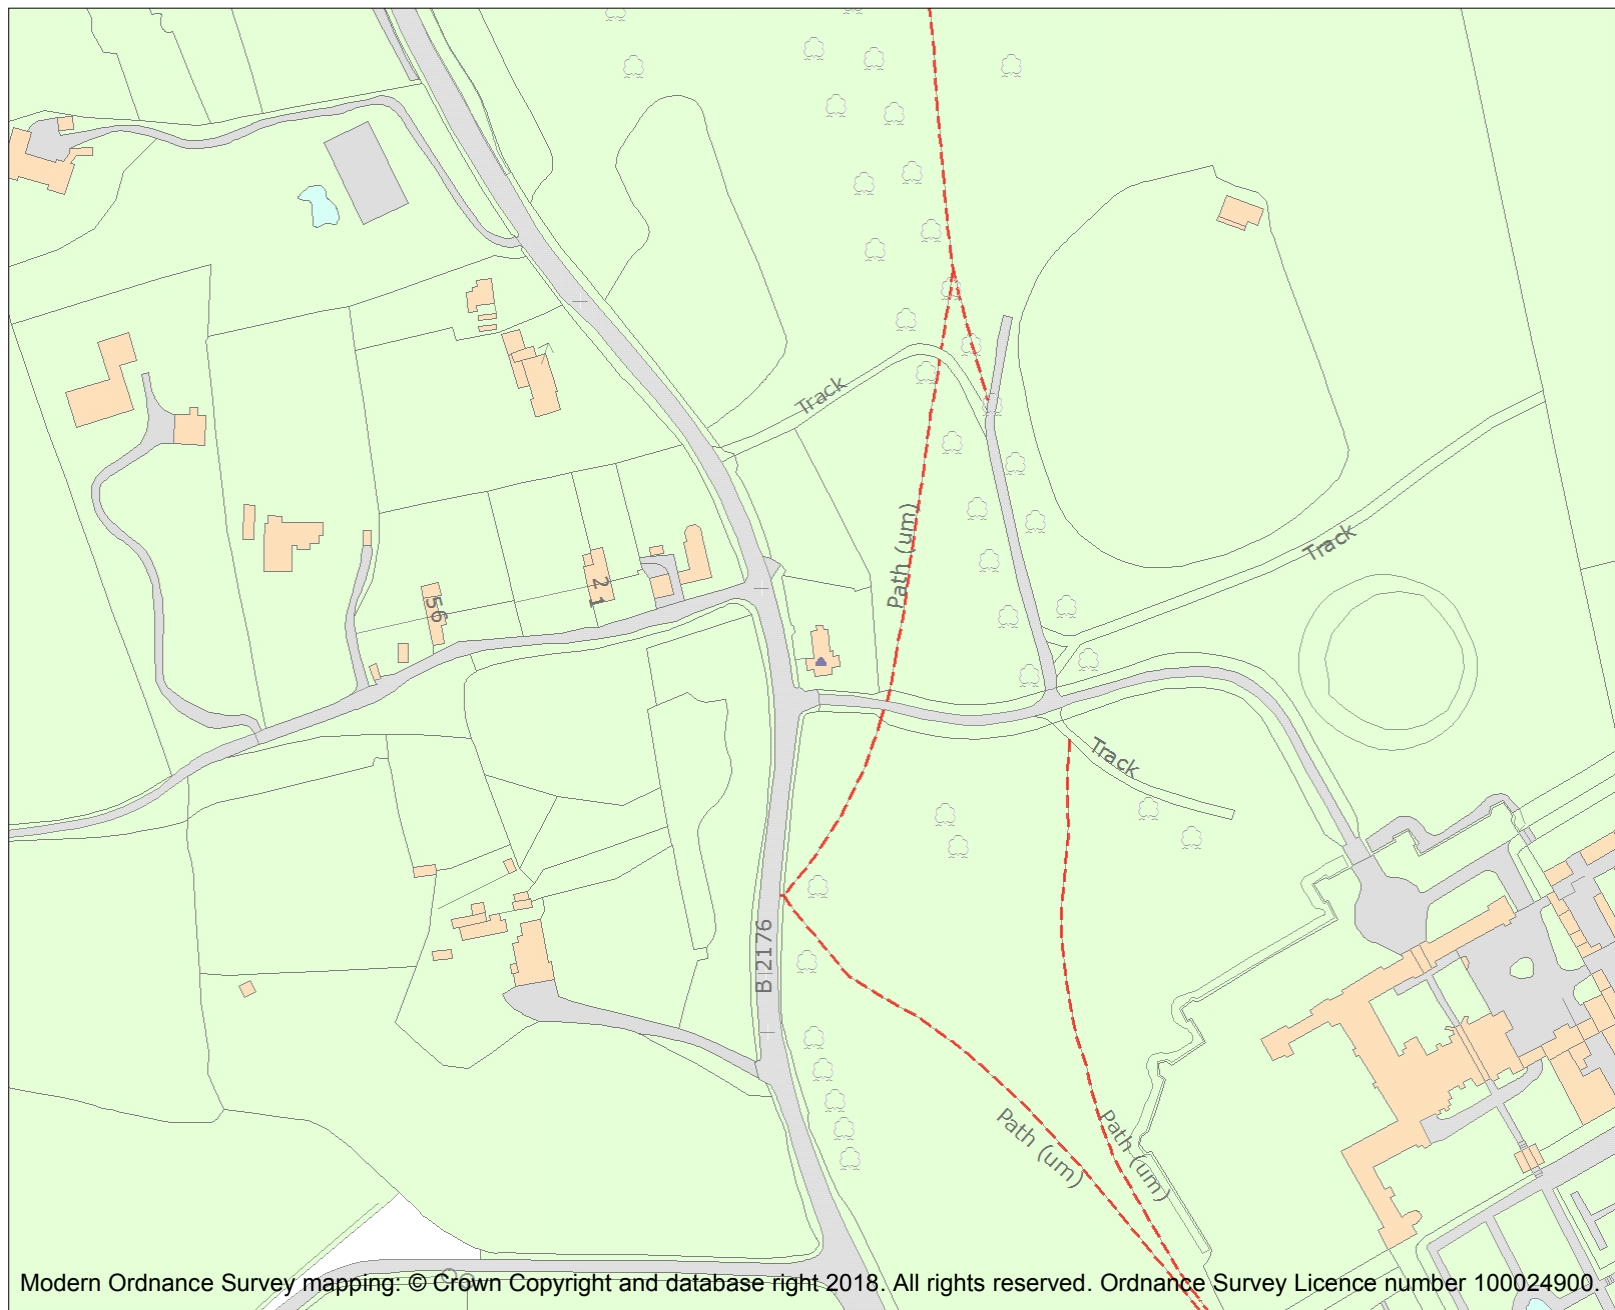 Track
Path (um)
Track
21
56
Track
B 2176
Path (um)
Path (um)
Modern Ordnance Survey mapping: © Crown Copyright and database right 2018. All rights reserved. Ordnance Survey Licence number 100024900.